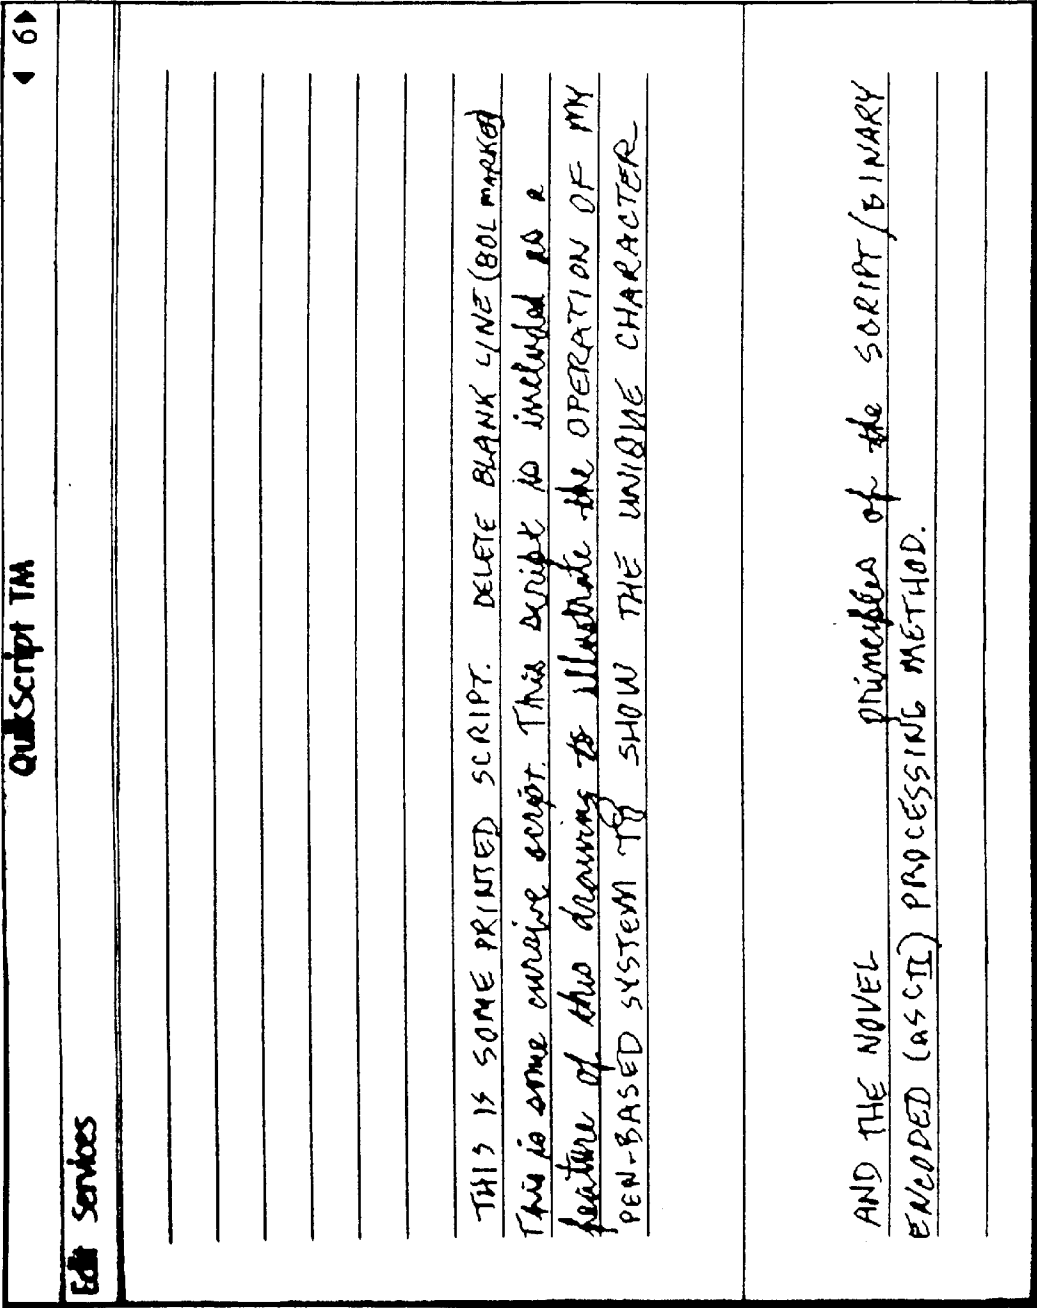 QuikScript TM
◀ 6 ▶
Edit Services
THIS IS SOME PRINTED SCRIPT. DELETE BLANK LINE (BOL MARKED)
This is some cursive script. This script is included as a
feature of this drawing to illustrate the OPERATION OF MY
PEN-BASED SYSTEM TO SHOW THE UNIQUE CHARACTER
AND THE NOVEL principles of the SCRIPT/BINARY
ENCODED (ASCII) PROCESSING METHOD.